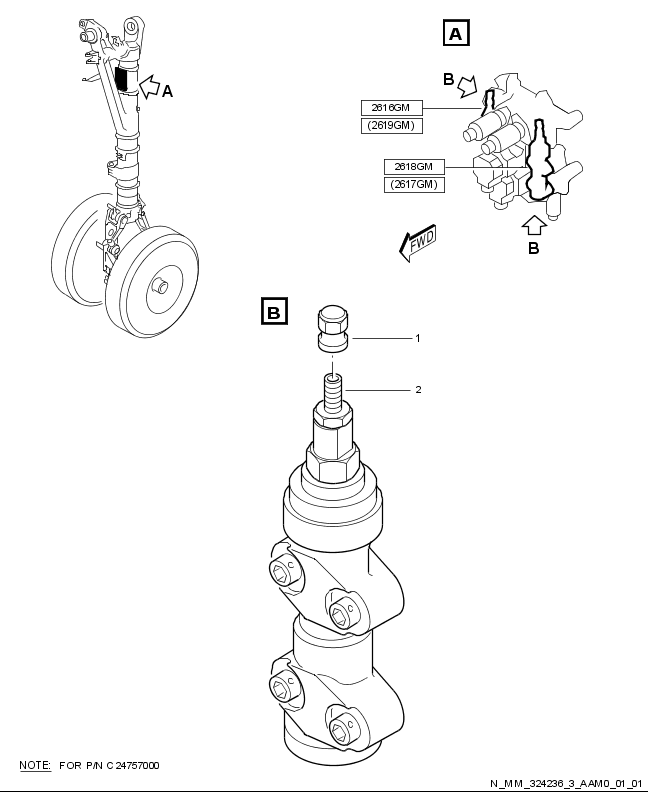 A
A
B
2616GM
(2619GM)
2618GM
(2617GM)
B
FWD
B
1
2
NOTE: FOR P/N C24757000
N_MM_324236_3_AAM0_01_01